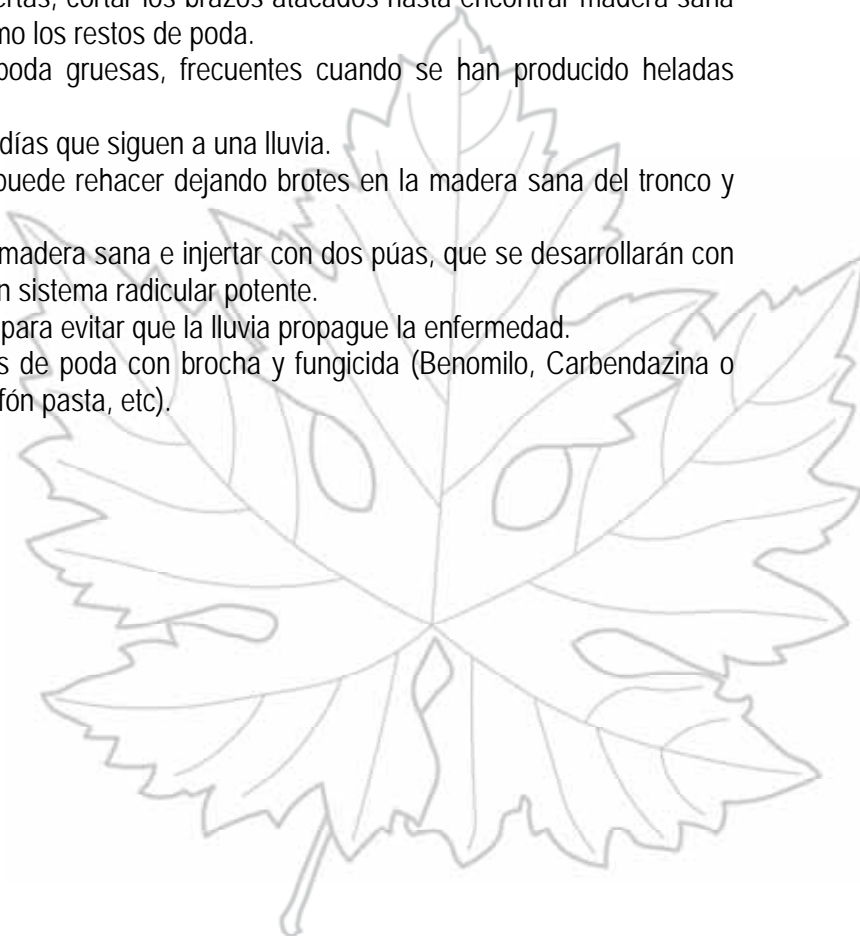 cortar los brazos atacados hasta encontrar madera sana
los restos de poda.
poda gruesas, frecuentes cuando se han producido heladas
días que siguen a una lluvia.
puede rehacer dejando brotes en la madera sana del tronco y
madera sana e injertar con dos púas, que se desarrollarán con
sistema radicular potente.
para evitar que la lluvia propague la enfermedad.
de poda con brocha y fungicida (Benomilo, Carbendazina o
pasta, etc).